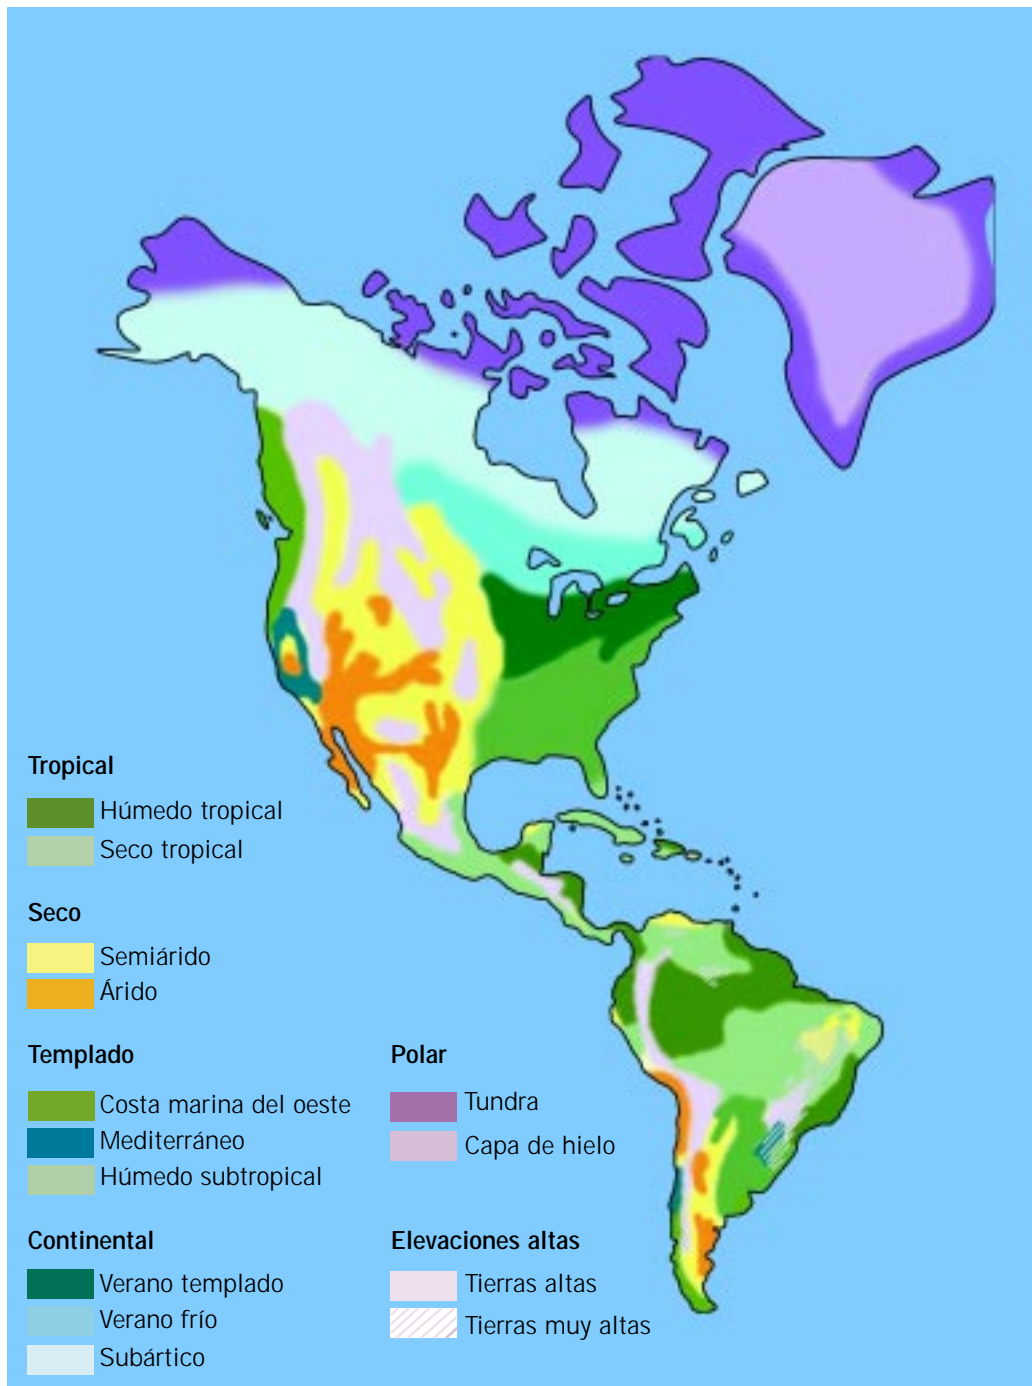 Tropical
Húmedo tropical
Seco tropical
Seco
Semiárido
Árido
Templado
Costa marina del oeste
Mediterráneo
Húmedo subtropical
Continental
Verano templado
Verano frío
Subártico
Polar
Tundra
Capa de hielo
Elevaciones altas
Tierras altas
Tierras muy altas